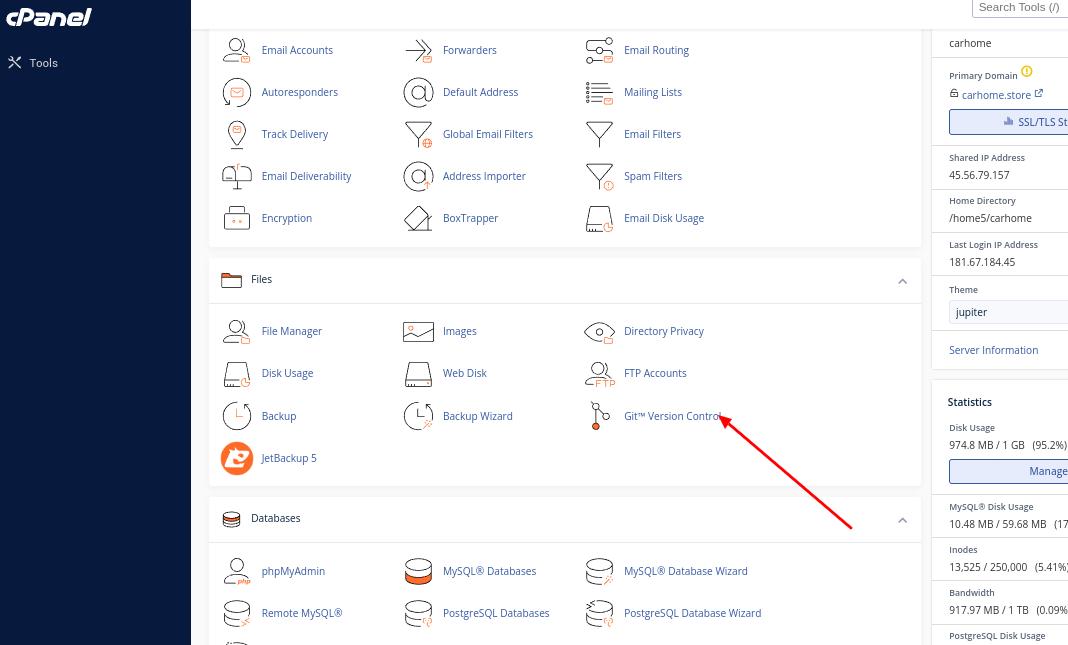 cPanel
Search Tools (/)
Tools
Email Accounts
Forwarders
Email Routing
Autoresponders
Default Address
Mailing Lists
Track Delivery
Global Email Filters
Email Filters
Email Deliverability
Address Importer
Spam Filters
Encryption
BoxTrapper
Email Disk Usage
Files
File Manager
Images
Directory Privacy
Disk Usage
Web Disk
FTP
FTP Accounts
Backup
Backup Wizard
Git™ Version Control
JetBackup 5
Databases
php
phpMyAdmin
MySQL® Databases
MySQL® Database Wizard
Remote MySQL®
PostgreSQL Databases
PostgreSQL Database Wizard
carhome
Primary Domain
carhome.store
SSL/TLS St
Shared IP Address
45.56.79.157
Home Directory
/home5/carhome
Last Login IP Address
181.67.184.45
Theme
jupiter
Server Information
Statistics
Disk Usage
974.8 MB / 1 GB (95.2%)
Manage
MySQL® Disk Usage
10.48 MB / 59.68 MB (17
Inodes
13,525 / 250,000 (5.41%)
Bandwidth
917.97 MB / 1 TB (0.09%
PostgreSQL Disk Usage